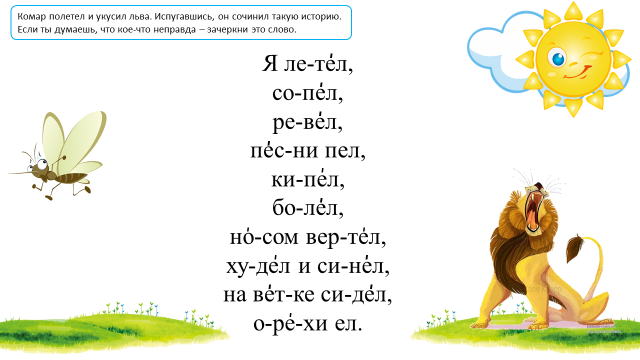 Комар полетел и укусил льва. Испугавшись, он сочинил такую историю.
Если ты думаешь, что кое-что неправда – зачеркни это слово.
Я ле-те́л,
со-пе́л,
ре-ве́л,
пе́с-ни пел,
ки-пе́л,
бо-ле́л,
но́-сом вер-те́л,
ху-де́л и си-не́л,
на ве́т-ке си-де́л,
о-ре́-хи ел.